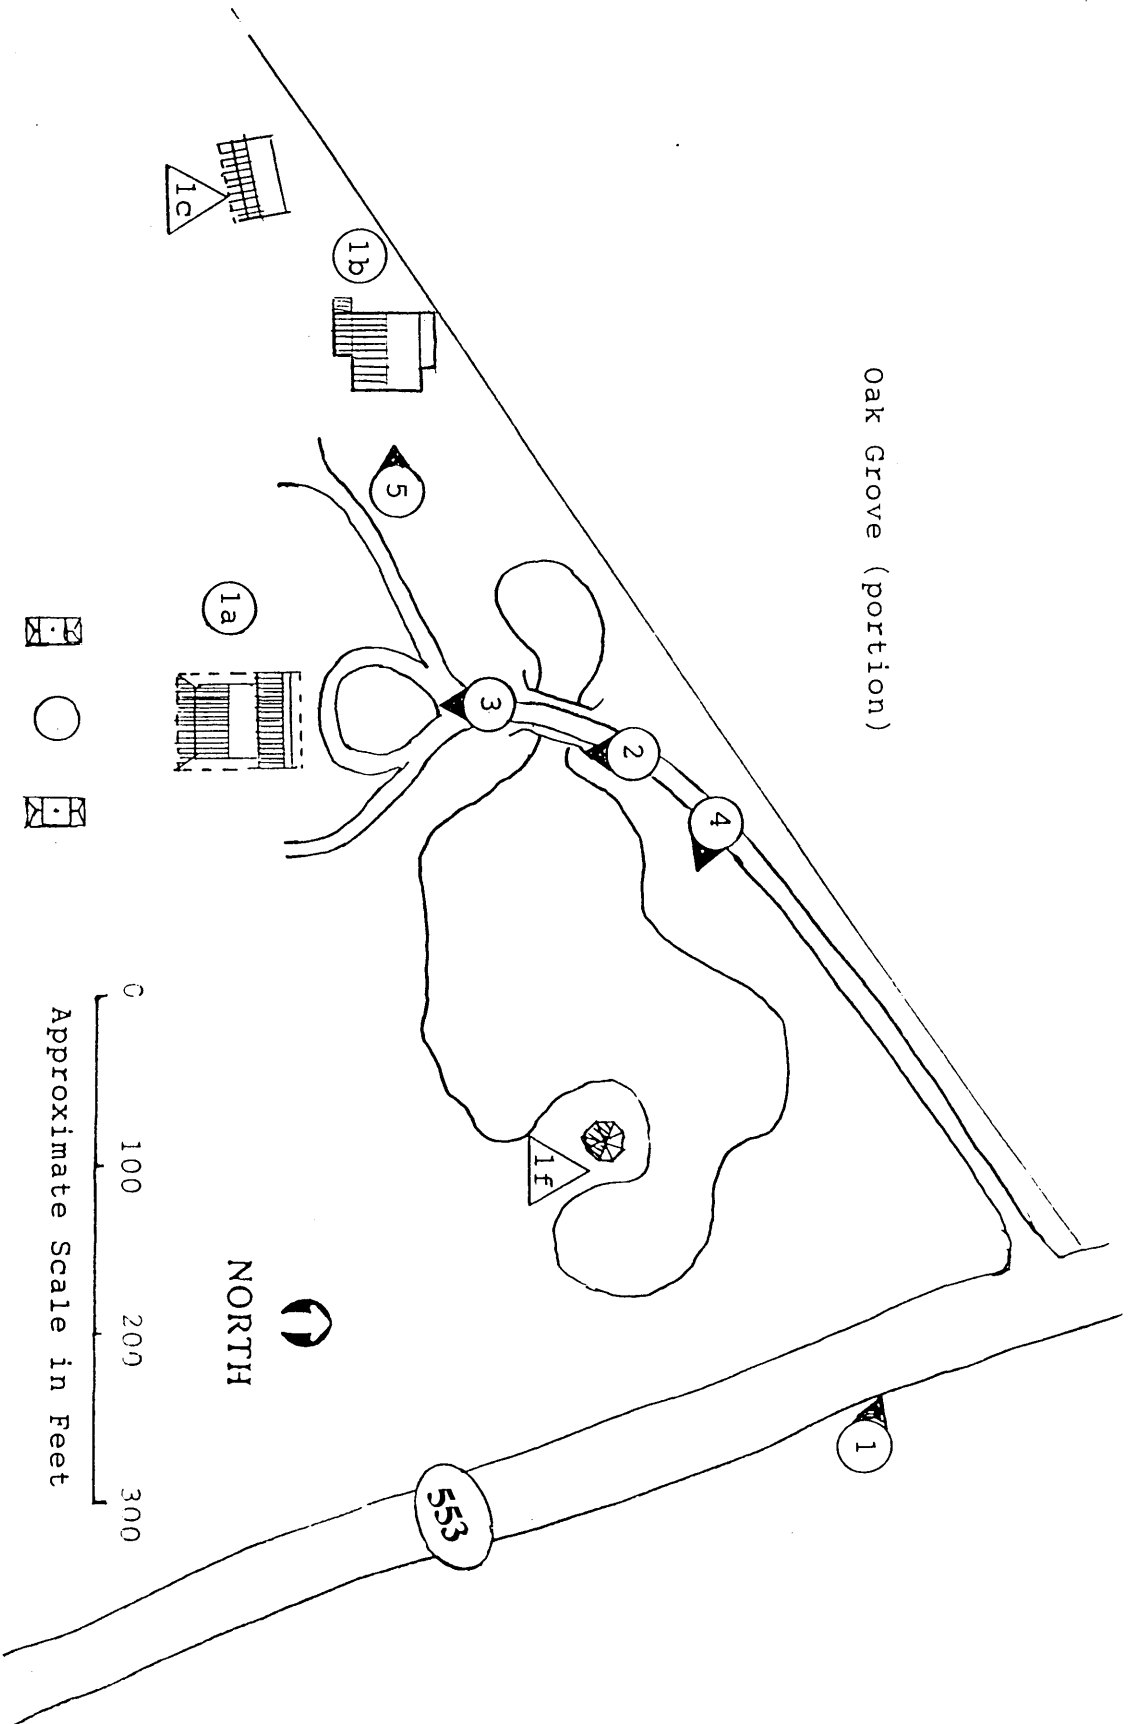 Oak Grove (portion)
1
4
2
3
5
1b
1c
1a
1f
553
NORTH
0 100 200 300
Approximate Scale in Feet